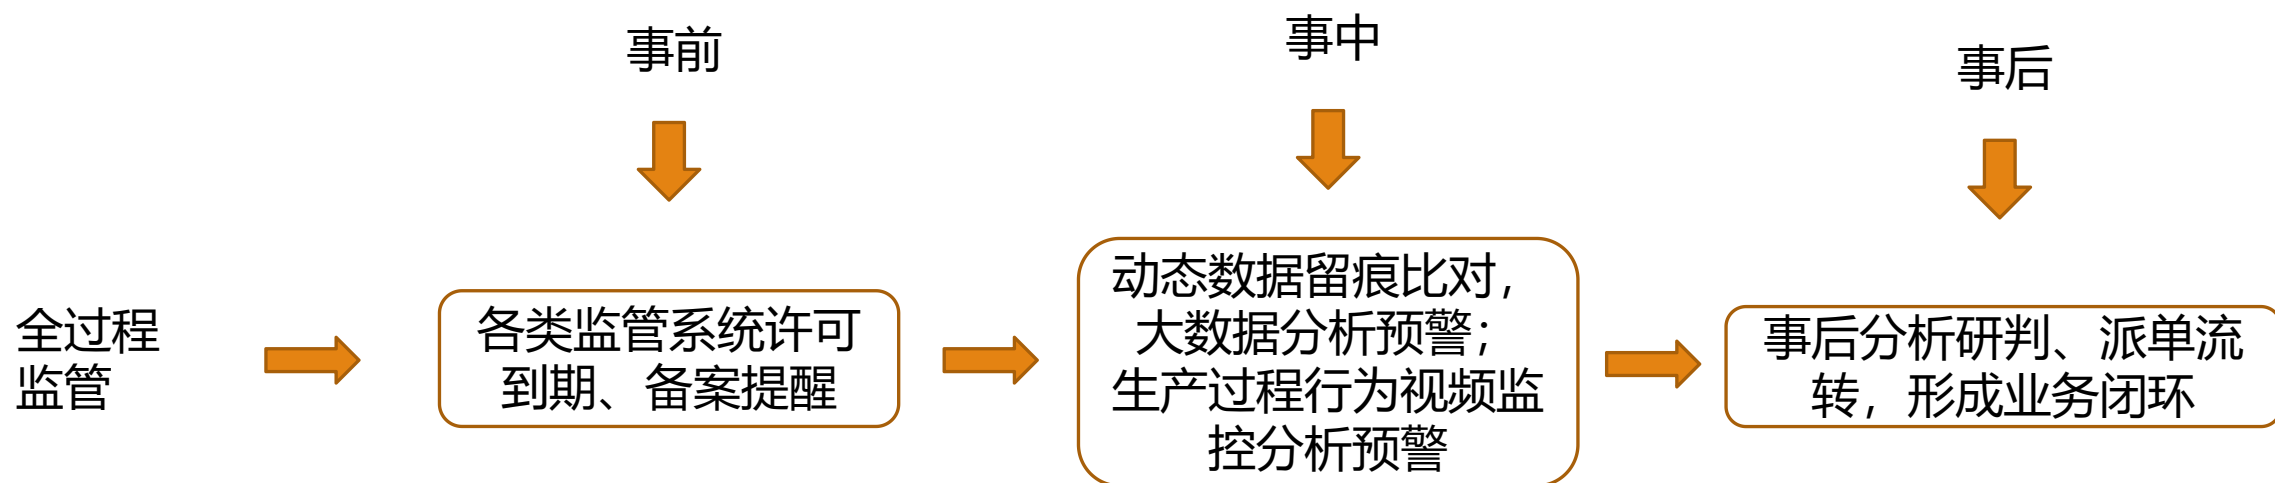 事前
事中
事后
全过程
监管
各类监管系统许可
到期、备案提醒
动态数据留痕比对，
大数据分析预警；
生产过程行为视频监
控分析预警
事后分析研判、派单流
转，形成业务闭环